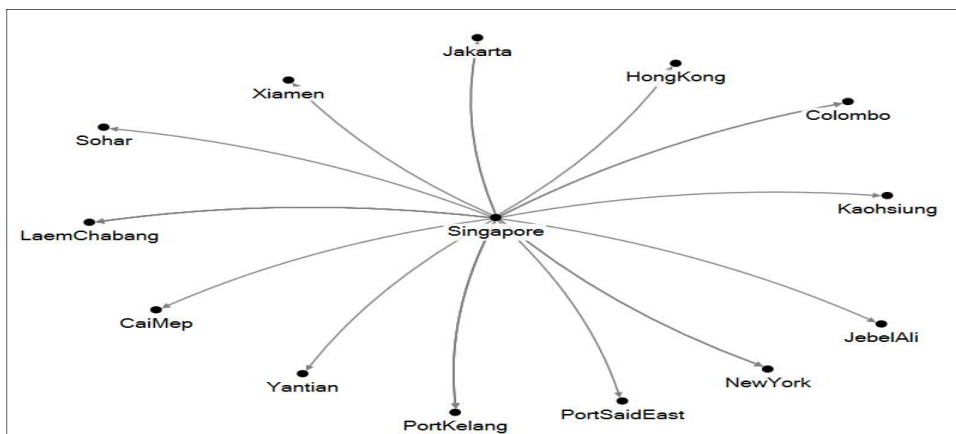 Jakarta
HongKong
Xiamen
Colombo
Sohar
Kaohsiung
LaemChabang
Singapore
CaiMep
JebelAli
Yantian
NewYork
PortSaidEast
PortKelang